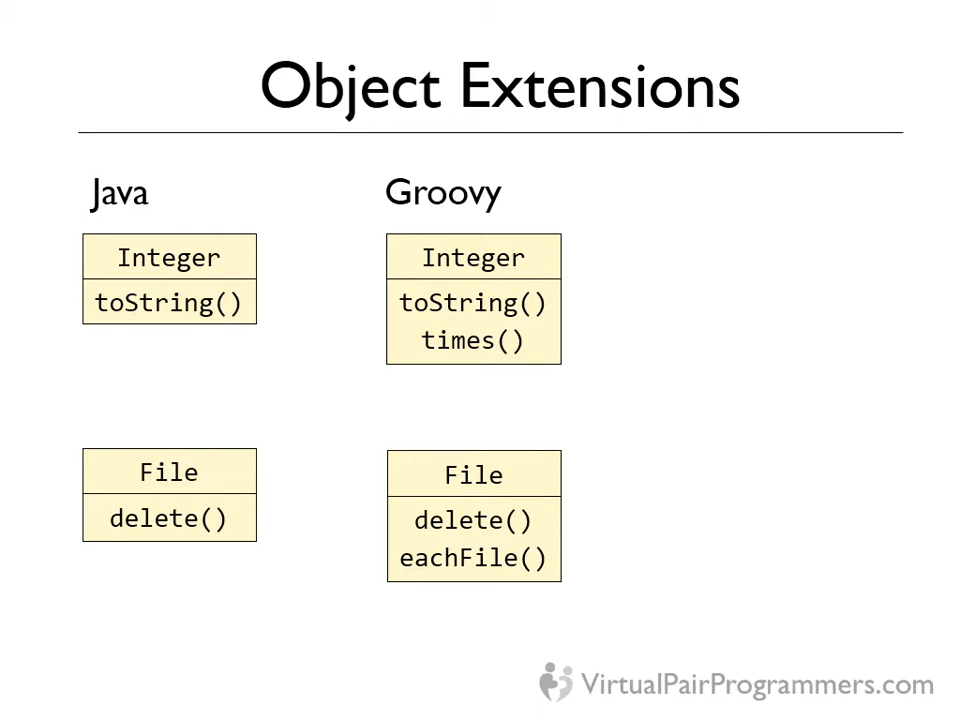 Object Extensions
Java
Groovy
Integer
toString()
Integer
toString()
times()
File
delete()
File
delete()
eachFile()
VirtualPairProgrammers.com